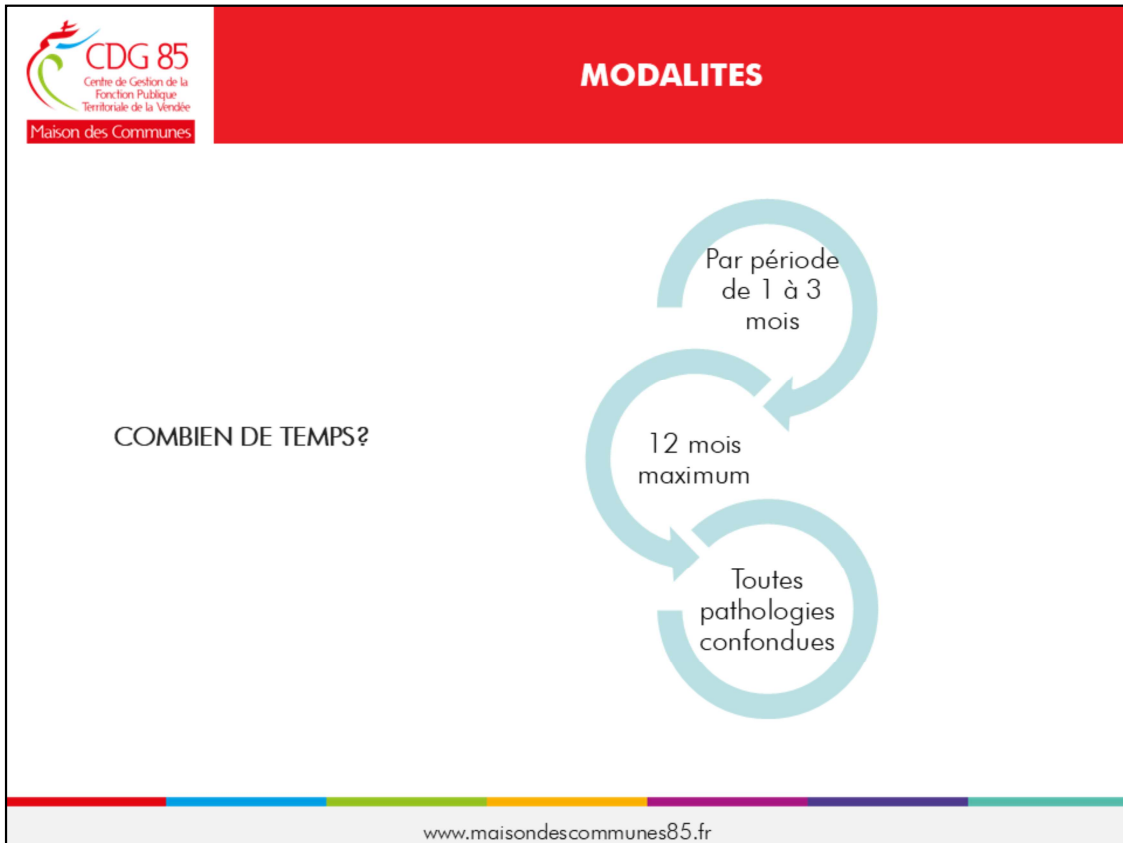 CDG 85
Centre de Gestion de la
Fonction Publique
Territoriale de la Vendée
Maison des Communes
MODALITES
COMBIEN DE TEMPS?
Par période
de 1 à 3
mois
12 mois
maximum
Toutes
pathologies
confondues
www.maisondescommunes85.fr